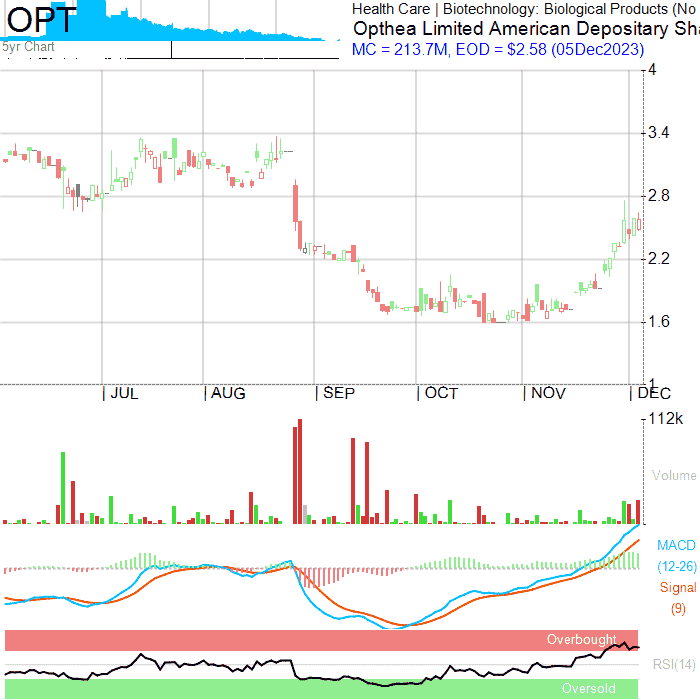 OPT
5yr Chart
Health Care | Biotechnology: Biological Products (No
Opthea Limited American Depositary Sha
MC = 213.7M, EOD = $2.58 (05Dec2023)
4
3.4
2.8
2.2
1.6
1
| JUL | AUG | SEP | OCT | NOV | DEC
112k
Volume
MACD
(12-26)
Signal
(9)
Overbought
RSI(14)
Oversold